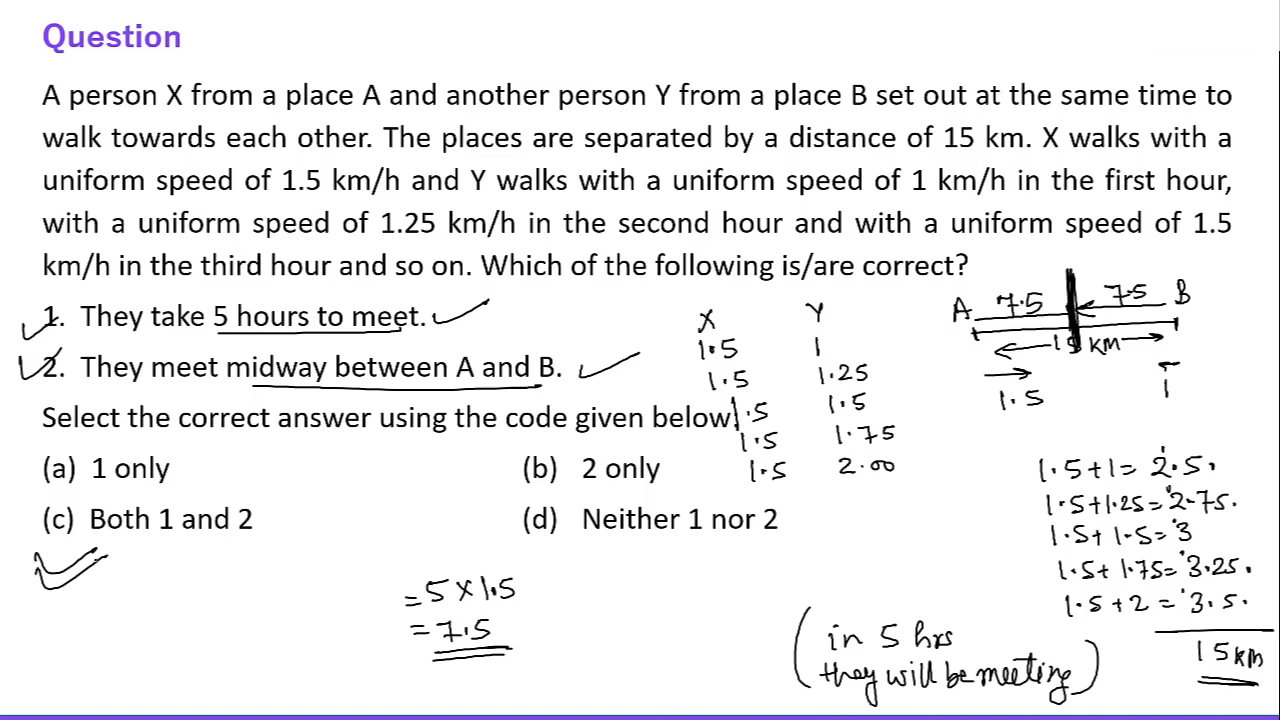 Question
A person X from a place A and another person Y from a place B set out at the same time to
walk towards each other. The places are separated by a distance of 15 km. X walks with a
uniform speed of 1.5 km/h and Y walks with a uniform speed of 1 km/h in the first hour,
with a uniform speed of 1.25 km/h in the second hour and with a uniform speed of 1.5
km/h in the third hour and so on. Which of the following is/are correct?
1. They take 5 hours to meet.
2. They meet midway between A and B.
Select the correct answer using the code given below
(a) 1 only
(b) 2 only
(c) Both 1 and 2
(d) Neither 1 nor 2
X Y
1.5 1
1.5 1.25
1.5 1.5
1.5 1.75
1.5 2.00
A 7.5 7.5 B
15 KM
1.5 1
1.5+1= 2.5
1.5+1.25=2.75
1.5+1.5=3
1.5+1.75=3.25
1.5+2=3.5
15km
=5×1.5
=7.5
(in 5 hrs
they will be meeting)